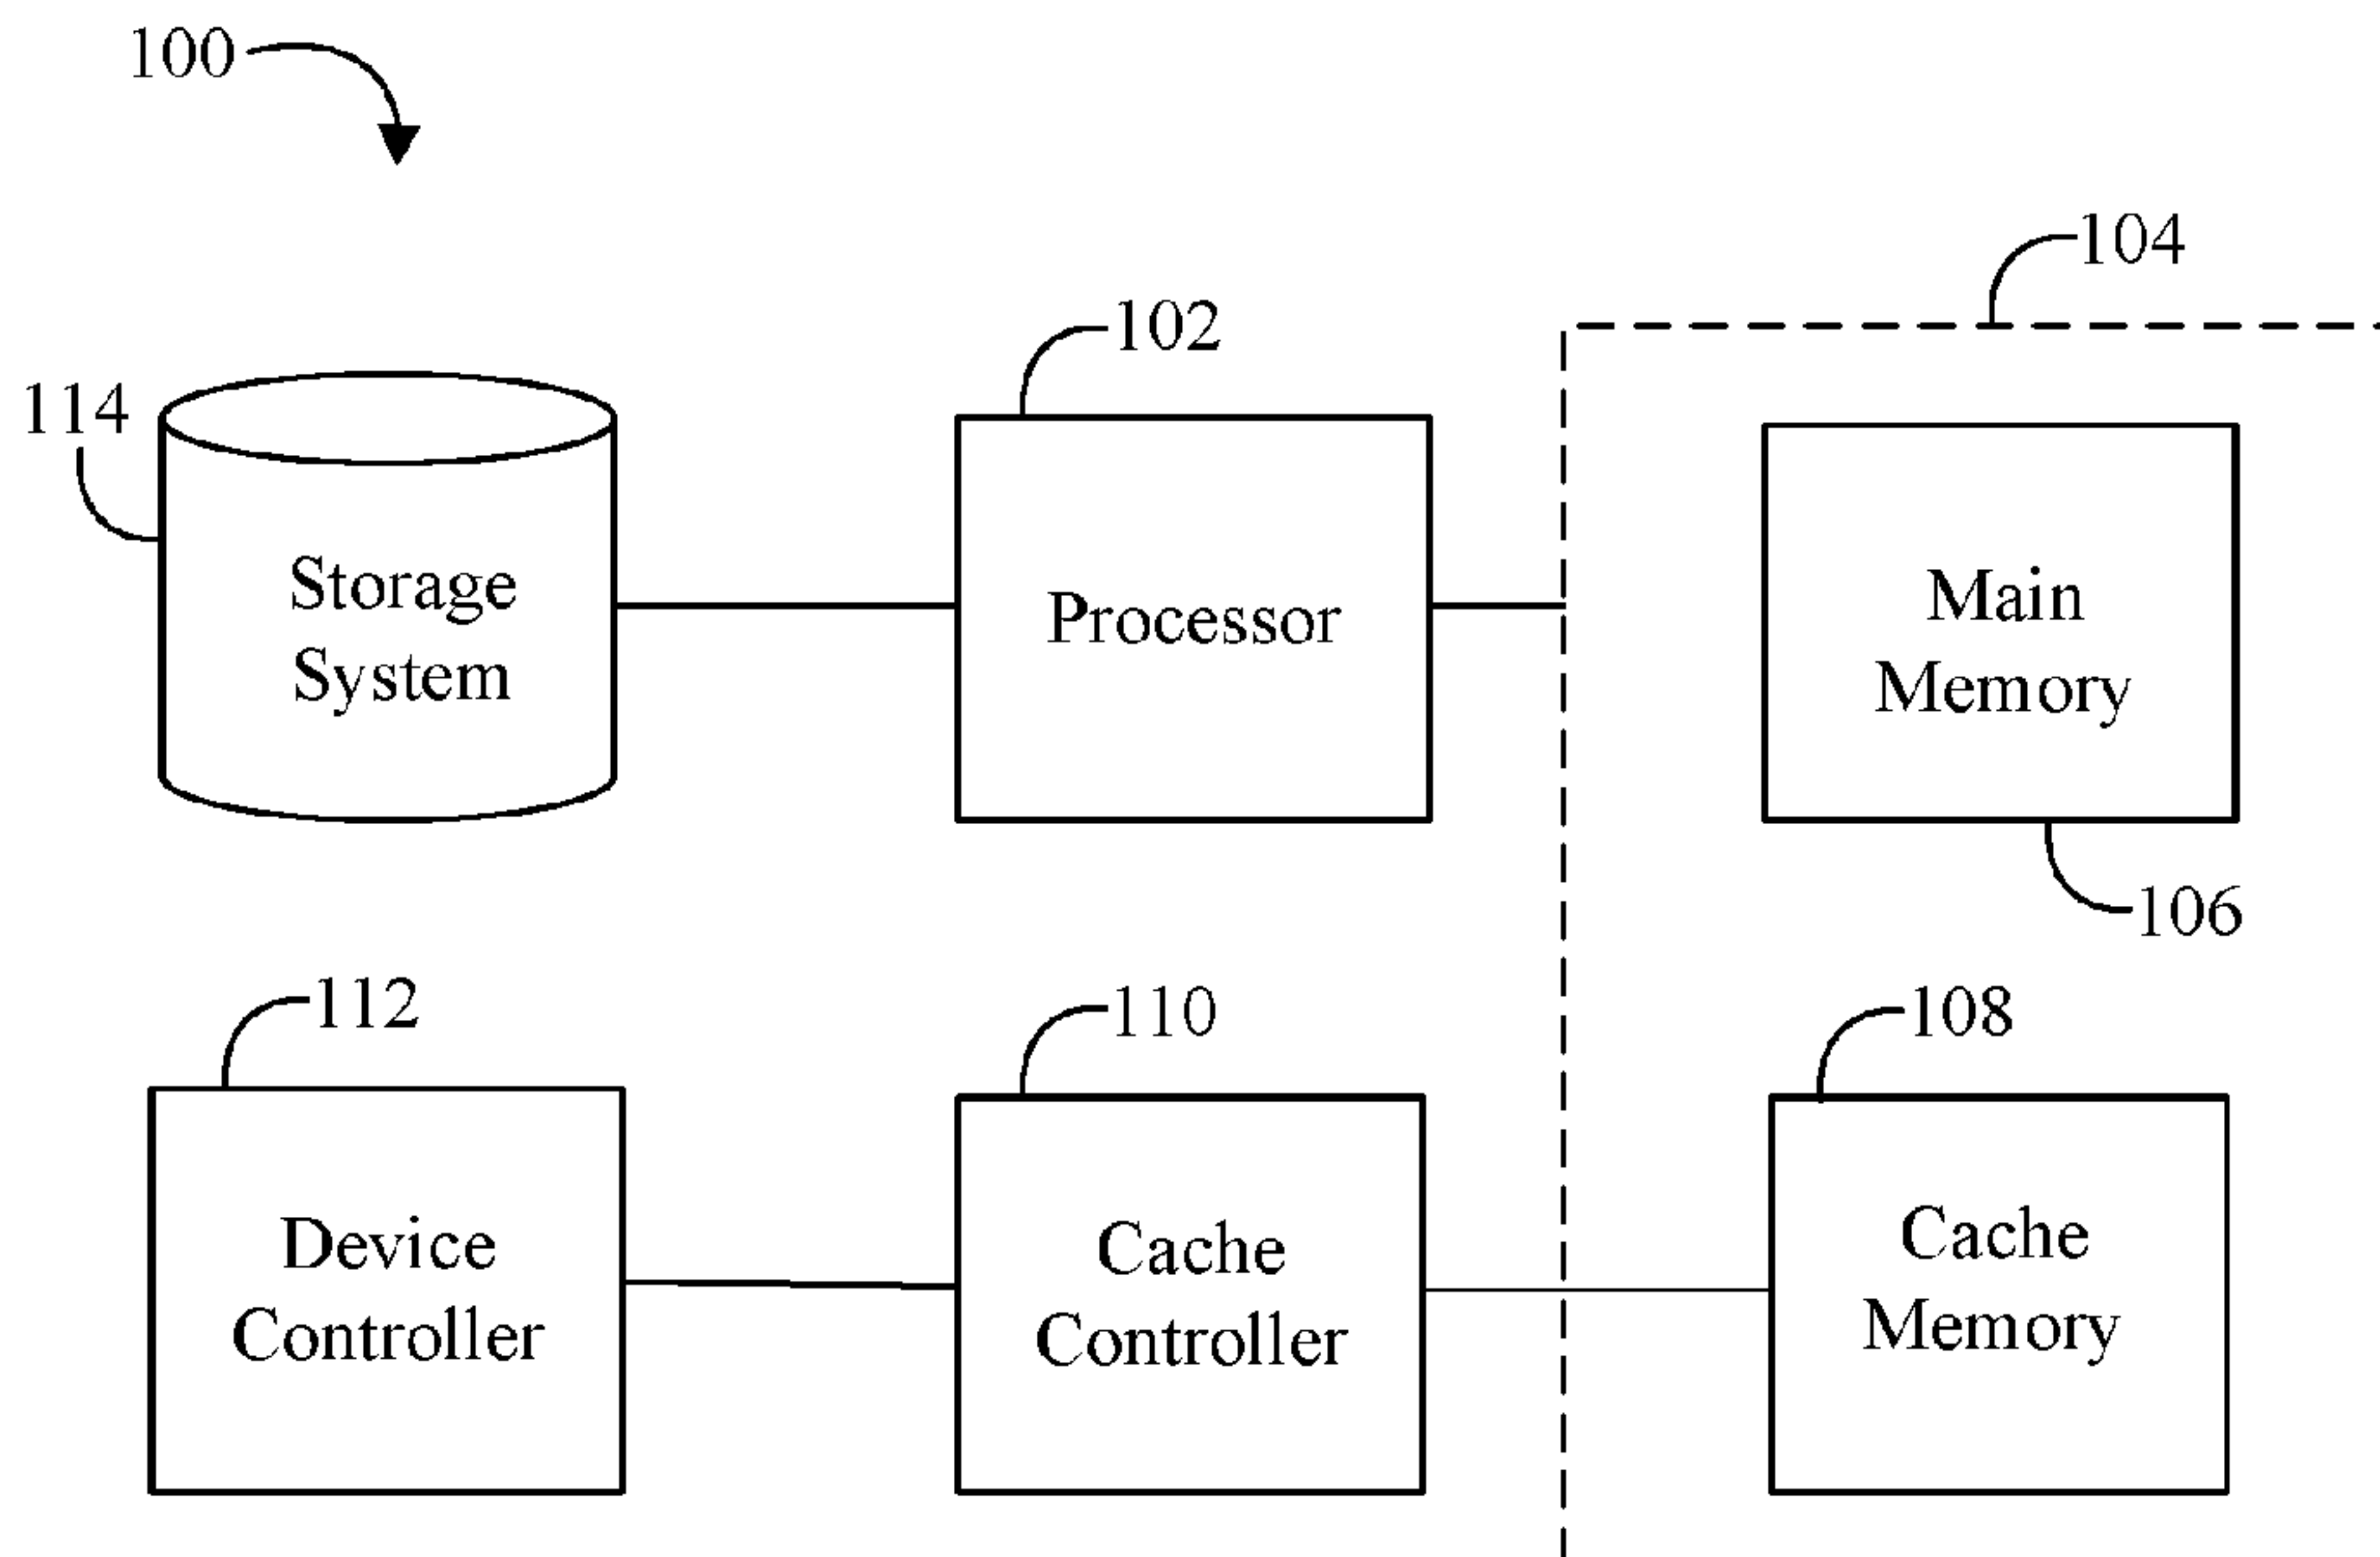 100
104
102
114
Storage
System
Processor
Main
Memory
106
112
110
108
Device
Controller
Cache
Controller
Cache
Memory